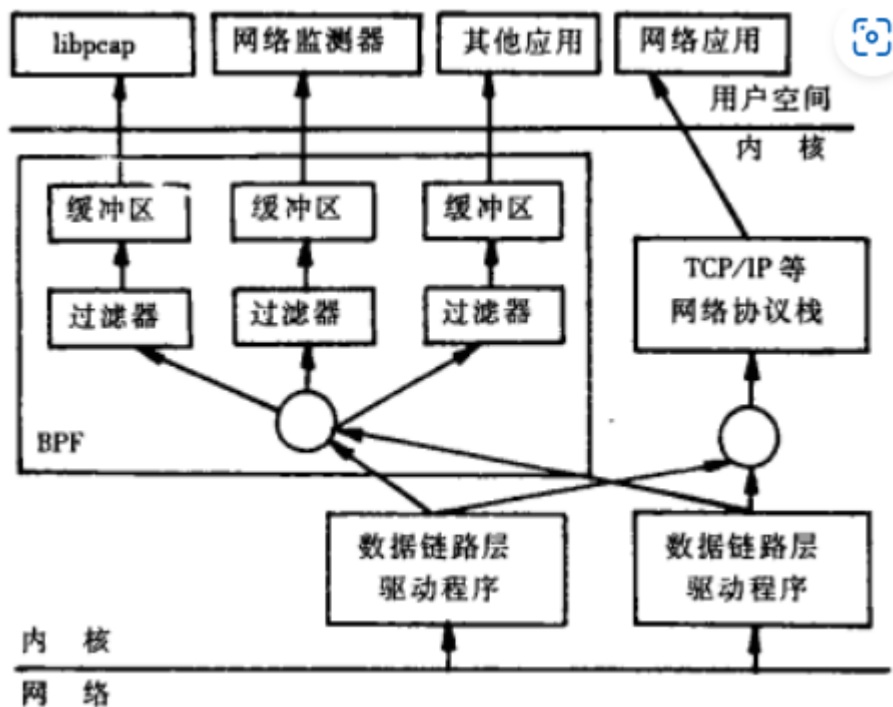 libpcap
网络监测器
其他应用
网络应用
用户空间
内 核
缓冲区
缓冲区
缓冲区
TCP/IP 等
网络协议栈
过滤器
过滤器
过滤器
BPF
数据链路层
驱动程序
数据链路层
驱动程序
内 核
网 络